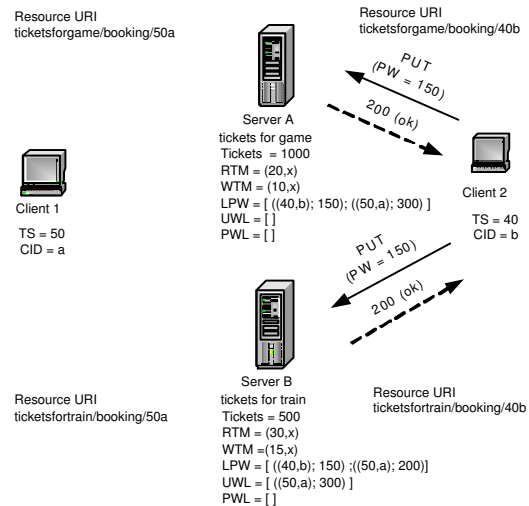 Resource URI
ticketsforgame/booking/50a
Resource URI
ticketsforgame/booking/40b
PUT
(PW = 150)
200 (ok)
Server A
tickets for game
Tickets = 1000
RTM = (20,x)
WTM = (10,x)
LPW = [ ((40,b); 150); ((50,a); 300) ]
UWL = [ ]
PWL = [ ]
Client 1
TS = 50
CID = a
Client 2
TS = 40
CID = b
PUT
(PW = 150)
200 (ok)
Server B
tickets for train
Tickets = 500
RTM = (30,x)
WTM =(15,x)
LPW = [ ((40,b); 150) ;((50,a); 200)]
UWL = [ ((50,a); 300) ]
PWL = [ ]
Resource URI
ticketsfortrain/booking/50a
Resource URI
ticketsfortrain/booking/40b